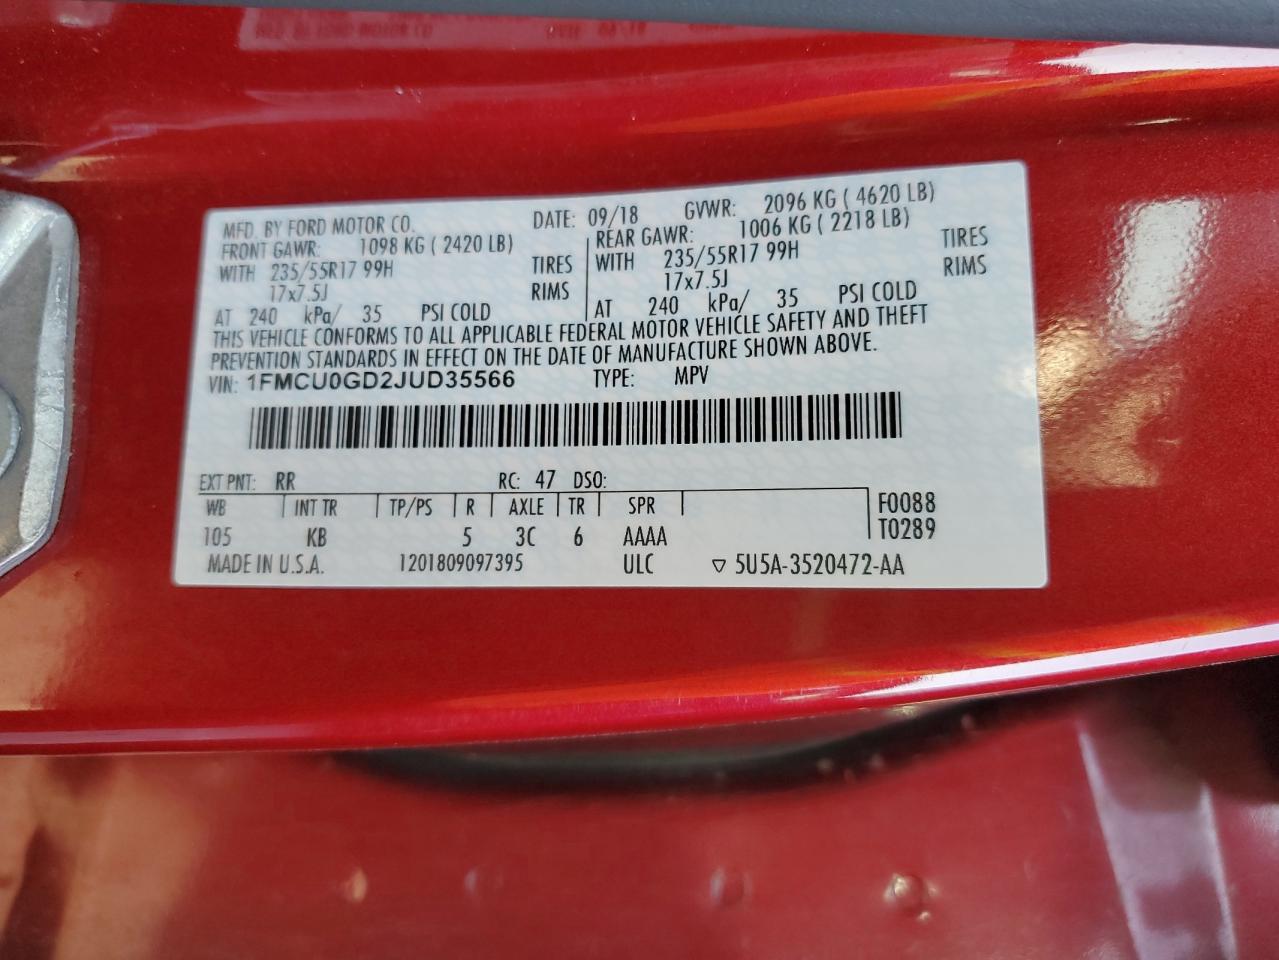 MFD. BY FORD MOTOR CO. DATE: 09/18 GVWR: 2096 KG ( 4620 LB)
FRONT GAWR: 1098 KG ( 2420 LB) REAR GAWR: 1006 KG ( 2218 LB)
WITH 235/55R17 99H TIRES WITH 235/55R17 99H TIRES
17x7.5J RIMS 17x7.5J RIMS
AT 240 kPa/ 35 PSI COLD AT 240 kPa/ 35 PSI COLD
THIS VEHICLE CONFORMS TO ALL APPLICABLE FEDERAL MOTOR VEHICLE SAFETY AND THEFT
PREVENTION STANDARDS IN EFFECT ON THE DATE OF MANUFACTURE SHOWN ABOVE.
VIN: 1FMCU0GD2JUD35566 TYPE: MPV
EXT PNT: RR RC: 47 DSO:
WB INT TR TP/PS R AXLE TR SPR F0088
105 KB 5 3C 6 AAAA T0289
MADE IN U.S.A. 1201809097395 ULC ▽ 5U5A-3520472-AA